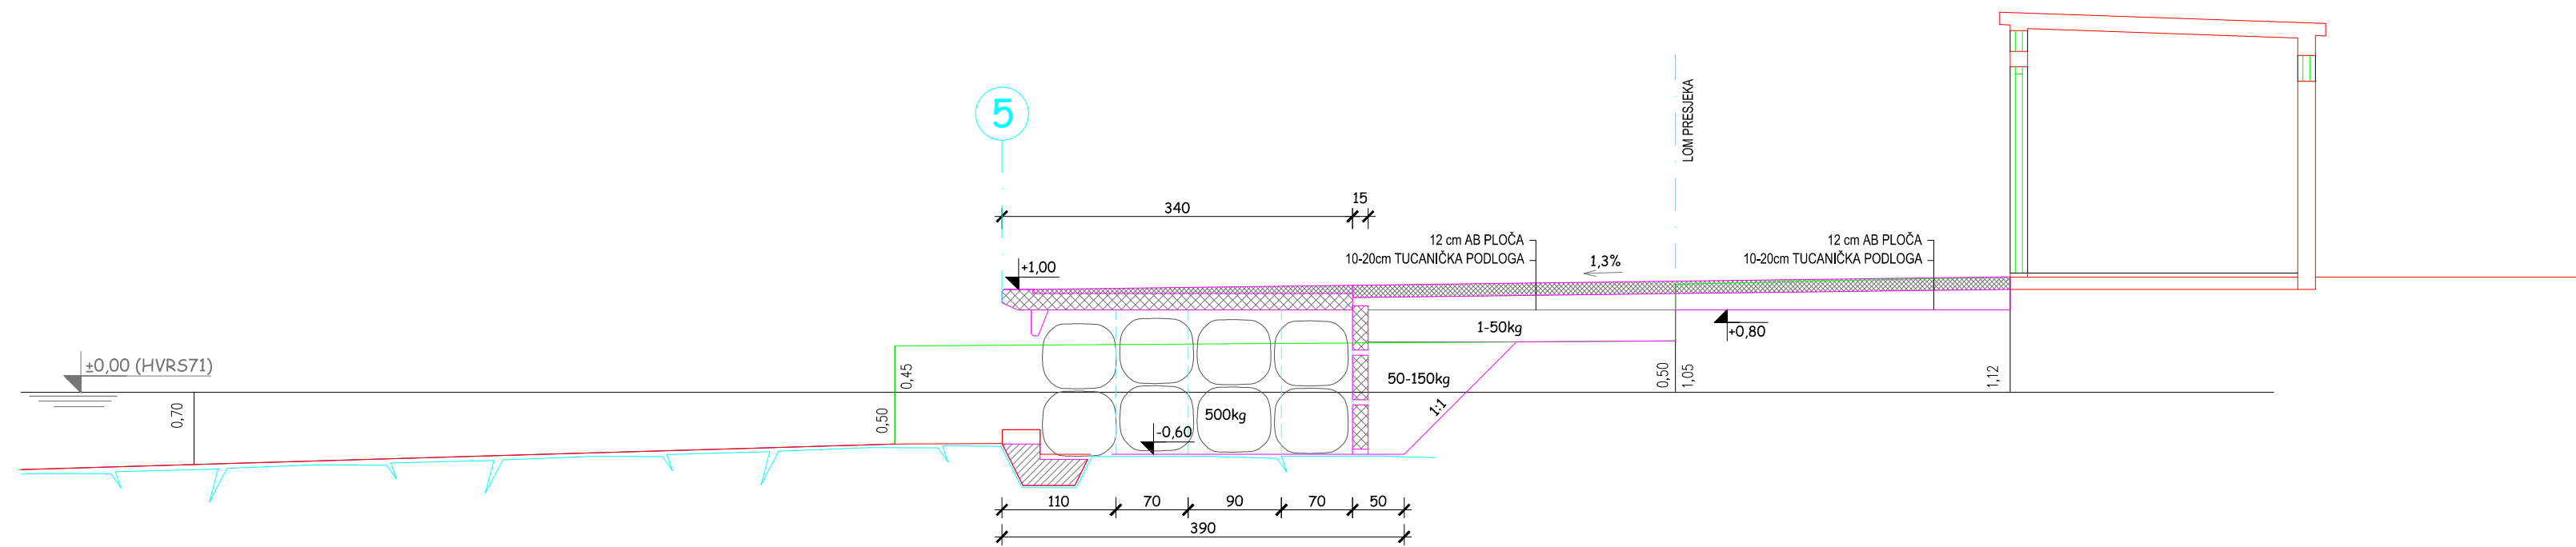 5
LOM PRESJEKA
340
15
12 cm AB PLOČA
10-20cm TUCANIČKA PODLOGA
1,3%
12 cm AB PLOČA
10-20cm TUCANIČKA PODLOGA
+1,00
1-50kg
+0,80
±0,00 (HVRS71)
0,45
50-150kg
0,50
1,05
1,12
0,70
0,50
500kg
1:1
-0,60
110
70
90
70
50
390